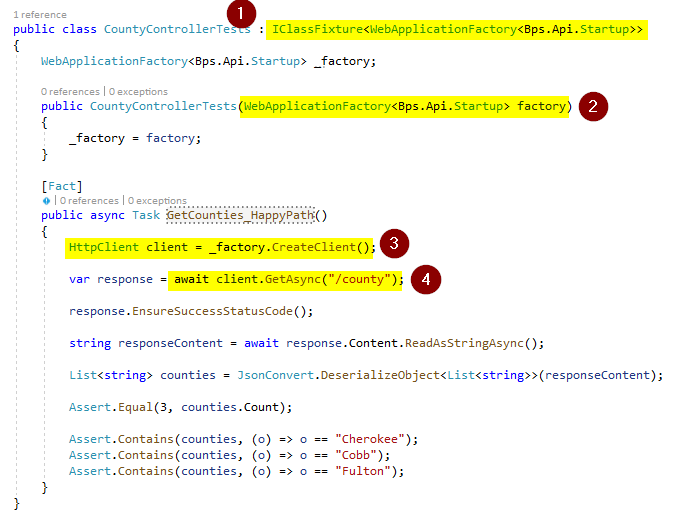 1
1 reference
public class CountyControllerTests : IClassFixture<WebApplicationFactory<Bps.Api.Startup>>
{
WebApplicationFactory<Bps.Api.Startup> _factory;
0 references | 0 exceptions
public CountyControllerTests(WebApplicationFactory<Bps.Api.Startup> factory) 2
{
_factory = factory;
}
[Fact]
| 0 references | 0 exceptions
public async Task GetCounties_HappyPath()
{
HttpClient client = _factory.CreateClient(); 3
var response = await client.GetAsync("/county"); 4
response.EnsureSuccessStatusCode();
string responseContent = await response.Content.ReadAsStringAsync();
List<string> counties = JsonConvert.DeserializeObject<List<string>>(responseContent);
Assert.Equal(3, counties.Count);
Assert.Contains(counties, (o) => o == "Cherokee");
Assert.Contains(counties, (o) => o == "Cobb");
Assert.Contains(counties, (o) => o == "Fulton");
}
}